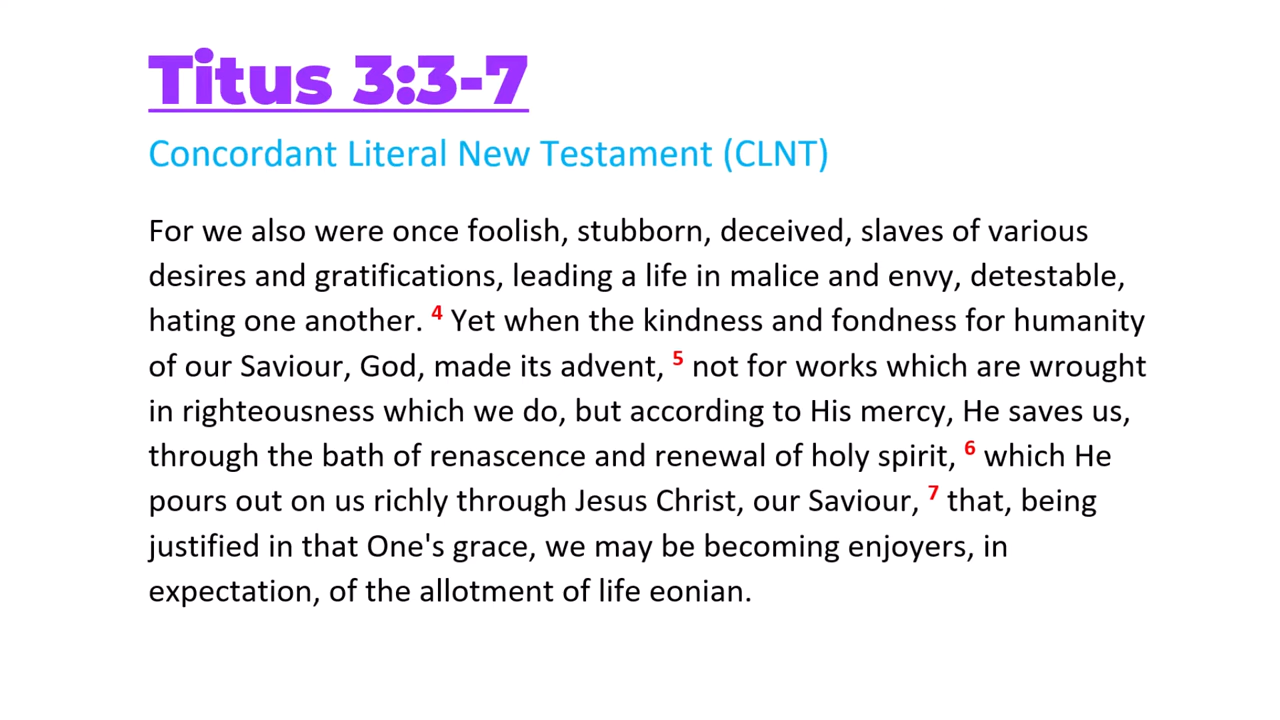 Titus 3:3-7
Concordant Literal New Testament (CLNT)
For we also were once foolish, stubborn, deceived, slaves of various
desires and gratifications, leading a life in malice and envy, detestable,
hating one another. 4 Yet when the kindness and fondness for humanity
of our Saviour, God, made its advent, 5 not for works which are wrought
in righteousness which we do, but according to His mercy, He saves us,
through the bath of renascence and renewal of holy spirit, 6 which He
pours out on us richly through Jesus Christ, our Saviour, 7 that, being
justified in that One's grace, we may be becoming enjoyers, in
expectation, of the allotment of life eonian.